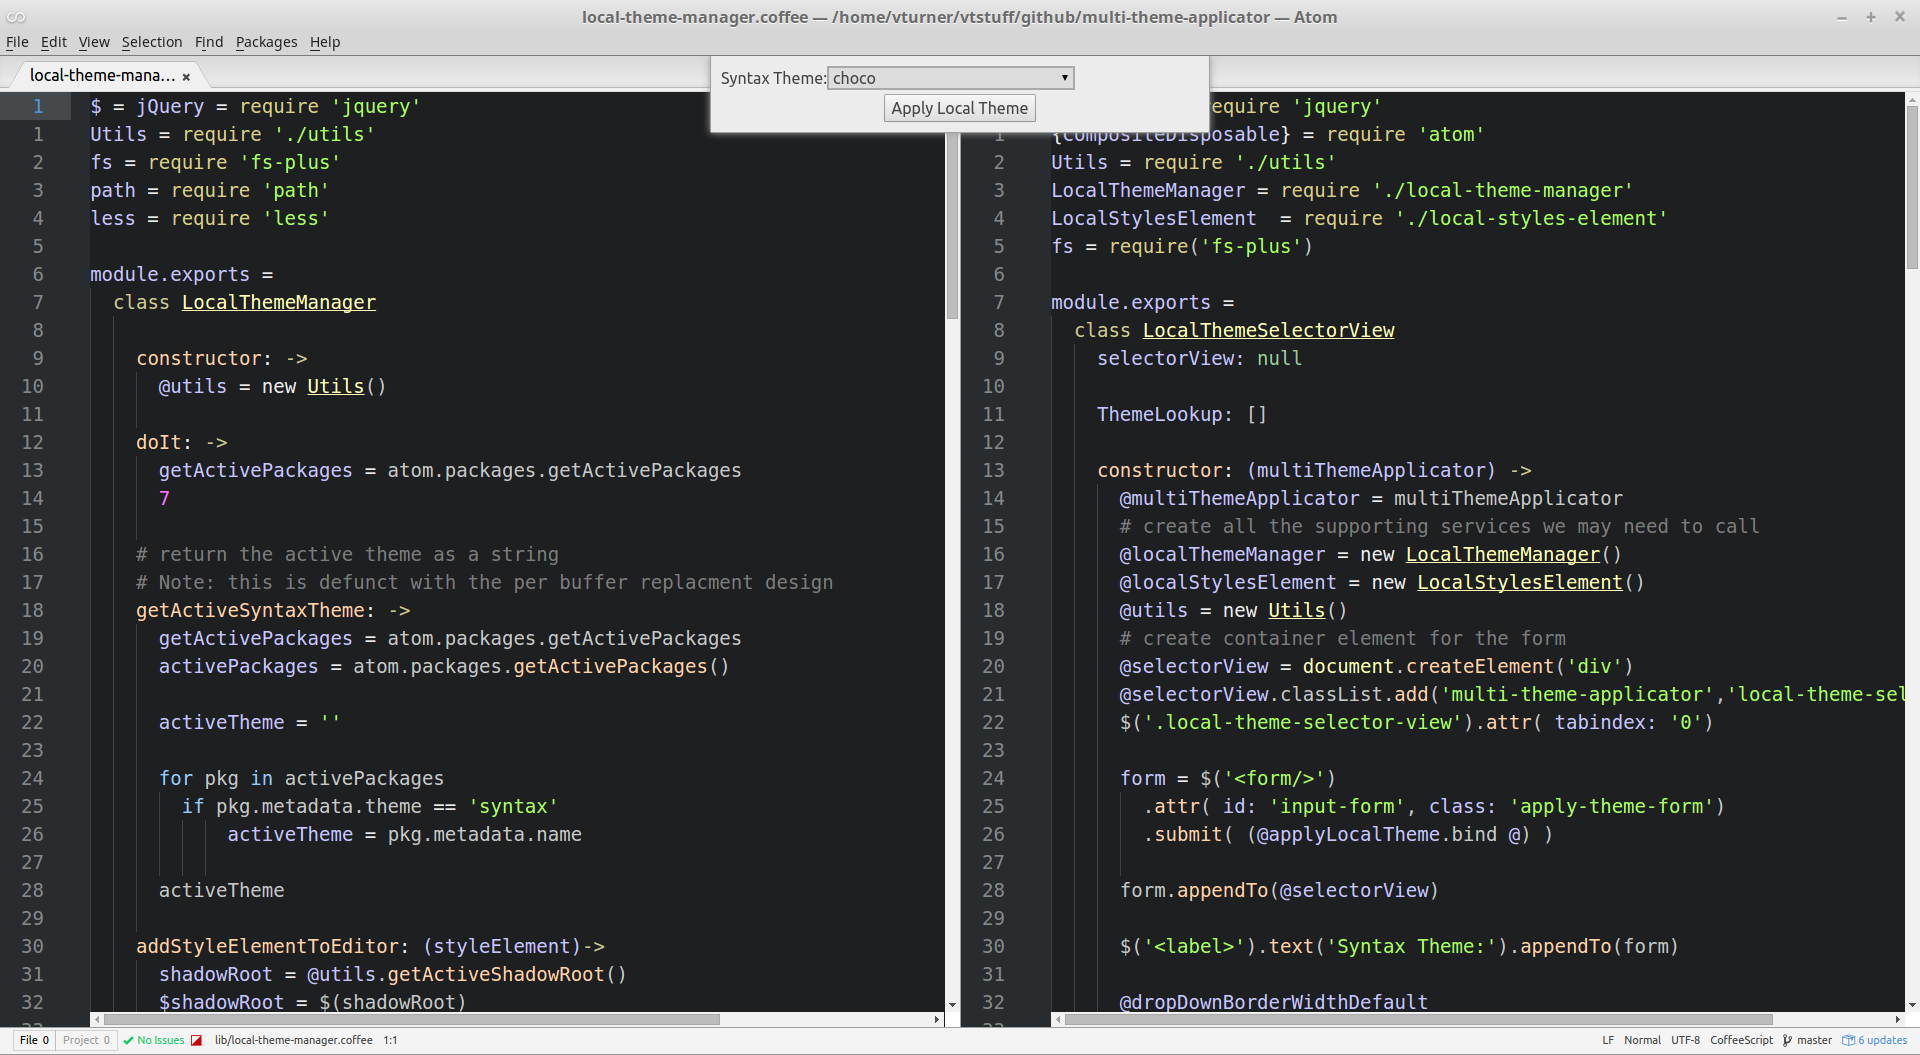 local-theme-manager.coffee — /home/vturner/vtstuff/github/multi-theme-applicator — Atom
File Edit View Selection Find Packages Help
local-theme-mana...
Syntax Theme: choco
Apply Local Theme
1 $ = jQuery = require 'jquery'
1 Utils = require './utils'
2 fs = require 'fs-plus'
3 path = require 'path'
4 less = require 'less'
5
6 module.exports =
7 class LocalThemeManager
8
9 constructor: ->
10 @utils = new Utils()
11
12 doIt: ->
13 getActivePackages = atom.packages.getActivePackages
14 7
15
16 # return the active theme as a string
17 # Note: this is defunct with the per buffer replacment design
18 getActiveSyntaxTheme: ->
19 getActivePackages = atom.packages.getActivePackages
20 activePackages = atom.packages.getActivePackages()
21
22 activeTheme = ''
23
24 for pkg in activePackages
25 if pkg.metadata.theme == 'syntax'
26 activeTheme = pkg.metadata.name
27
28 activeTheme
29
30 addStyleElementToEditor: (styleElement)->
31 shadowRoot = @utils.getActiveShadowRoot()
32 $shadowRoot = $(shadowRoot)
equire 'jquery'
1 {CompositeDisposable} = require 'atom'
2 Utils = require './utils'
3 LocalThemeManager = require './local-theme-manager'
4 LocalStylesElement  = require './local-styles-element'
5 fs = require('fs-plus')
6
7 module.exports =
8 class LocalThemeSelectorView
9 selectorView: null
10
11 ThemeLookup: []
12
13 constructor: (multiThemeApplicator) ->
14 @multiThemeApplicator = multiThemeApplicator
15 # create all the supporting services we may need to call
16 @localThemeManager = new LocalThemeManager()
17 @localStylesElement = new LocalStylesElement()
18 @utils = new Utils()
19 # create container element for the form
20 @selectorView = document.createElement('div')
21 @selectorView.classList.add('multi-theme-applicator','local-theme-sel
22 $('.local-theme-selector-view').attr( tabindex: '0')
23
24 form = $('<form/>')
25 .attr( id: 'input-form', class: 'apply-theme-form')
26 .submit( (@applyLocalTheme.bind @) )
27
28 form.appendTo(@selectorView)
29
30 $('<label>').text('Syntax Theme:').appendTo(form)
31
32 @dropDownBorderWidthDefault
File 0 Project 0 No Issues lib/local-theme-manager.coffee 1:1 LF Normal UTF-8 CoffeeScript master 6 updates